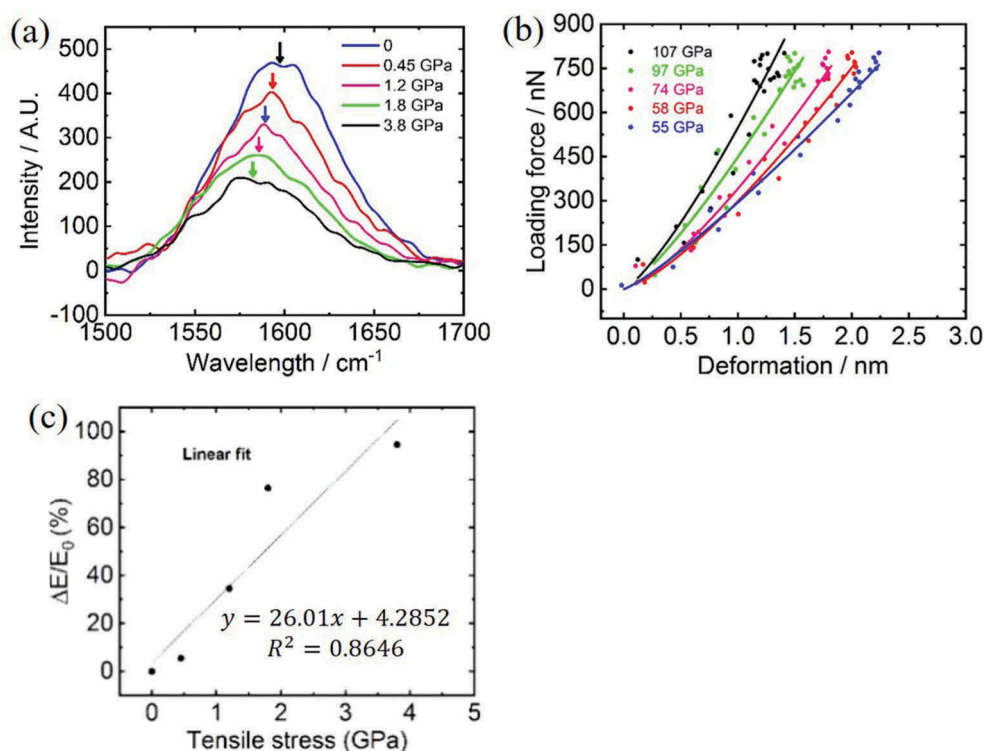 (a)
500
400
300
200
100
0
-100
Intensity / A.U.
0
0.45 GPa
1.2 GPa
1.8 GPa
3.8 GPa
1500 1550 1600 1650 1700
Wavelength / cm⁻¹
(b)
900
750
600
450
300
150
0
Loading force / nN
107 GPa
97 GPa
74 GPa
58 GPa
55 GPa
0.0 0.5 1.0 1.5 2.0 2.5 3.0
Deformation / nm
(c)
100
80
60
40
20
0
ΔE/E₀ (%)
Linear fit
y = 26.01x + 4.2852
R² = 0.8646
0 1 2 3 4 5
Tensile stress (GPa)